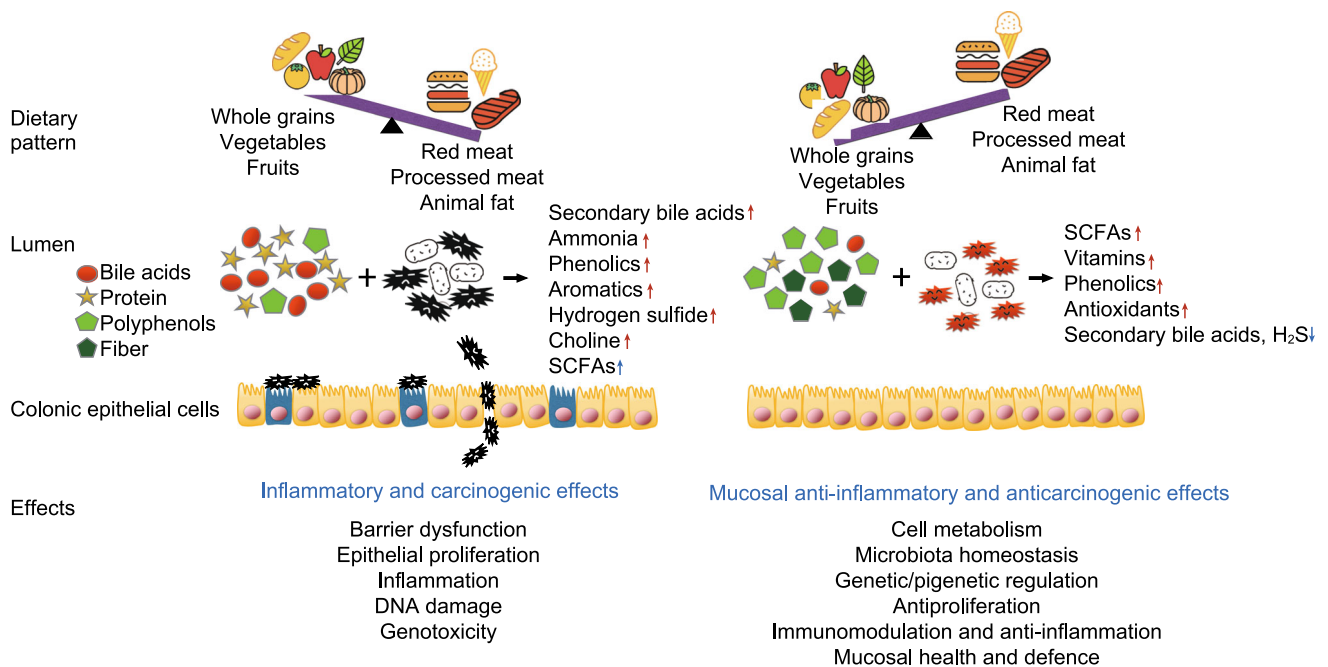 Dietary
pattern
Whole grains
Vegetables
Fruits
Red meat
Processed meat
Animal fat
Whole grains
Vegetables
Fruits
Red meat
Processed meat
Animal fat
Lumen
Bile acids
Protein
Polyphenols
Fiber
+
Secondary bile acids↑
Ammonia↑
Phenolics↑
Aromatics↑
Hydrogen sulfide↑
Choline↑
SCFAs↑
+
SCFAs↑
Vitamins↑
Phenolics↑
Antioxidants↑
Secondary bile acids, H₂S↓
Colonic epithelial cells
Effects
Inflammatory and carcinogenic effects
Barrier dysfunction
Epithelial proliferation
Inflammation
DNA damage
Genotoxicity
Mucosal anti-inflammatory and anticarcinogenic effects
Cell metabolism
Microbiota homeostasis
Genetic/pigenetic regulation
Antiproliferation
Immunomodulation and anti-inflammation
Mucosal health and defence